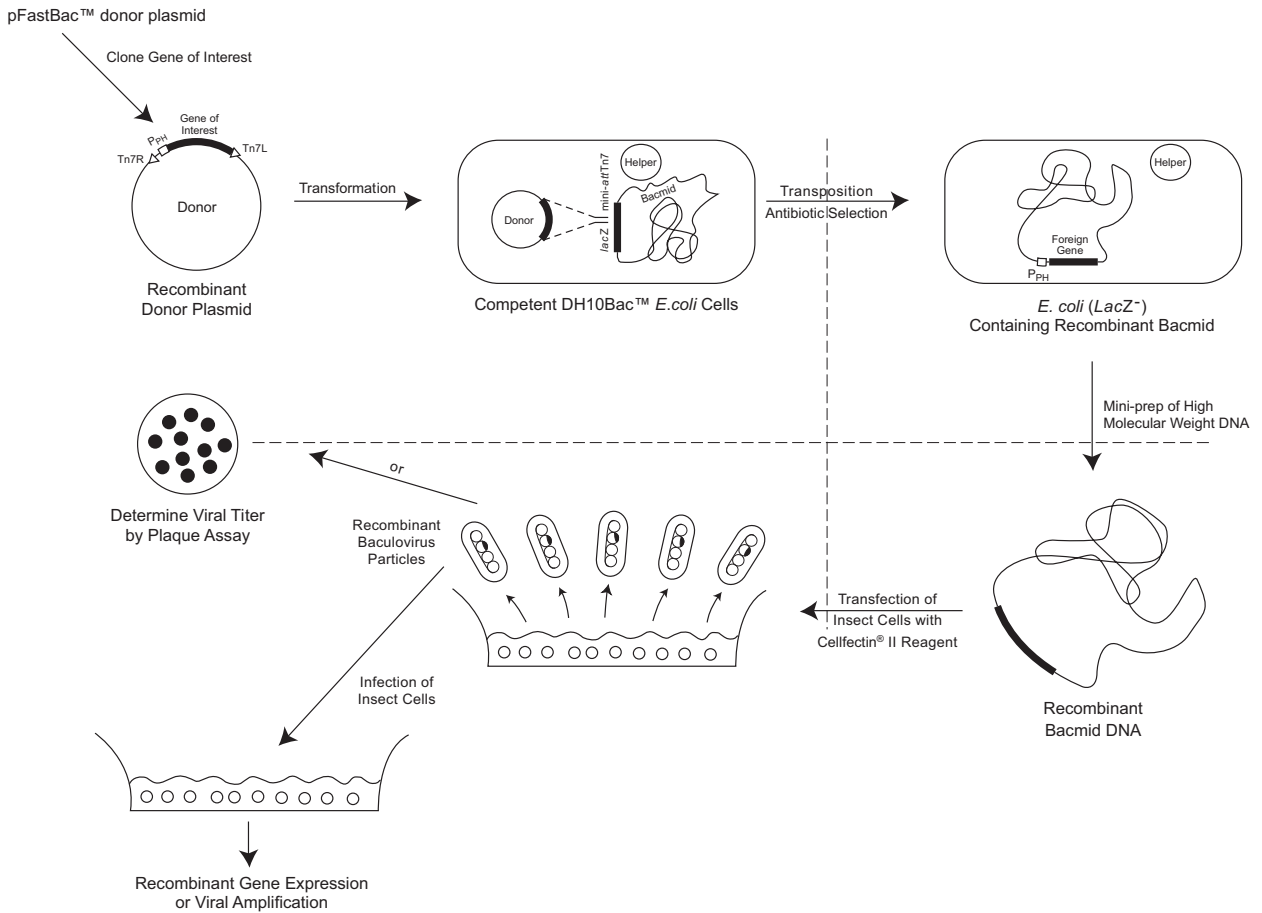 pFastBac™ donor plasmid
Clone Gene of Interest
Gene of
Interest
PPH
Tn7R
Tn7L
Donor
Recombinant
Donor Plasmid
Transformation
Helper
Donor
lacZ
mini-attTn7
Bacmid
Competent DH10Bac™ E.coli Cells
Transposition
Antibiotic Selection
Helper
Foreign
Gene
PPH
E. coli (LacZ-)
Containing Recombinant Bacmid
Mini-prep of High
Molecular Weight DNA
Recombinant
Bacmid DNA
Transfection of
Insect Cells with
Cellfectin® II Reagent
Recombinant
Baculovirus
Particles
or
Determine Viral Titer
by Plaque Assay
Infection of
Insect Cells
Recombinant Gene Expression
or Viral Amplification